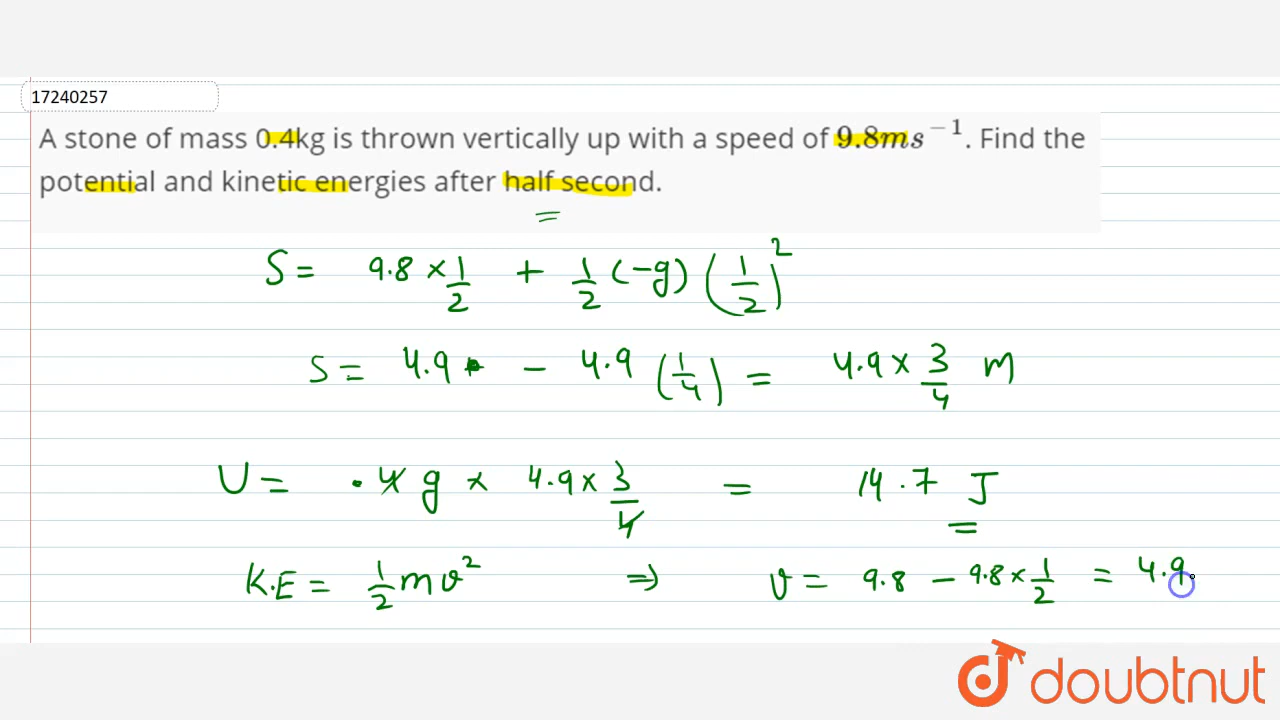 17240257
A stone of mass 0.4kg is thrown vertically up with a speed of 9.8ms⁻¹. Find the
potential and kinetic energies after half second.
=
S = 9.8 × 1/2 + 1/2 (-g) (1/2)²
S = 4.9 - 4.9 (1/4) = 4.9 × 3/4 m
U = .4 g × 4.9 × 3/4 = 14.7 J
K.E = 1/2 mv² ⇒ v = 9.8 - 9.8 × 1/2 = 4.9
doubtnut